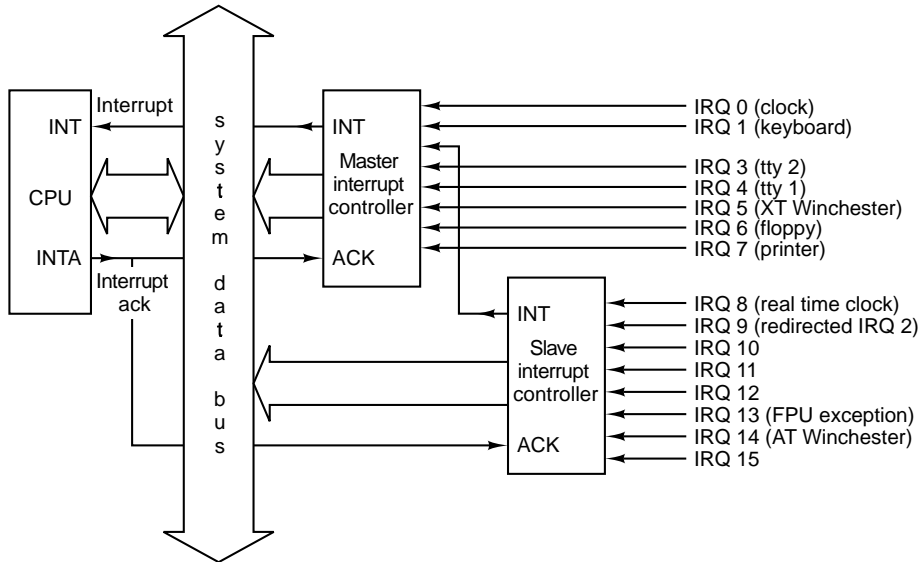 Interrupt
INT
CPU
INTA
Interrupt
ack
system data bus
INT
Master
interrupt
controller
ACK
IRQ 0 (clock)
IRQ 1 (keyboard)
IRQ 3 (tty 2)
IRQ 4 (tty 1)
IRQ 5 (XT Winchester)
IRQ 6 (floppy)
IRQ 7 (printer)
INT
Slave
interrupt
controller
ACK
IRQ 8 (real time clock)
IRQ 9 (redirected IRQ 2)
IRQ 10
IRQ 11
IRQ 12
IRQ 13 (FPU exception)
IRQ 14 (AT Winchester)
IRQ 15